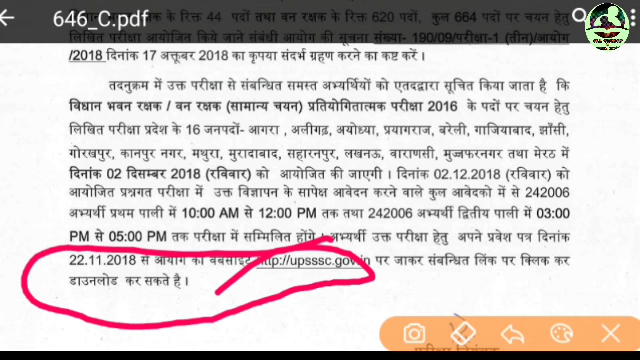 646_C.pdf
रक्षक के रिक्त 44 पदों तथा वन रक्षक के रिक्त 620 पदों, कुल 664 पदों पर चयन हेतु
लिखित परीक्षा आयोजित किये जाने संबंधी आयोग की सूचना संख्या- 190/09/परीक्षा-1 (तीन)/आयोग
/2018 दिनांक 17 अक्टूबर 2018 का कृपया संदर्भ ग्रहण करने का कष्ट करें।
तदनुक्रम में उक्त परीक्षा से संबन्धित समस्त अभ्यर्थियों को एतदद्वारा सूचित किया जाता है कि
विधान भवन रक्षक / वन रक्षक (सामान्य चयन) प्रतियोगितात्मक परीक्षा 2016 के पदों पर चयन हेतु
लिखित परीक्षा प्रदेश के 16 जनपदों- आगरा , अलीगढ़, अयोध्या, प्रयागराज, बरेली, गाजियाबाद, झाँसी,
गोरखपुर, कानपुर नगर, मथुरा, मुरादाबाद, सहारनपुर, लखनऊ, वाराणसी, मुज्जफरनगर तथा मेरठ में
दिनांक 02 दिसम्बर 2018 (रविवार) को आयोजित की जाएगी । दिनांक 02.12.2018 (रविवार) को
आयोजित प्रश्नगत परीक्षा में उक्त विज्ञापन के सापेक्ष आवेदन करने वाले कुल आवेदको में से 242006
अभ्यर्थी प्रथम पाली में 10:00 AM से 12:00 PM तक तथा 242006 अभ्यर्थी द्वितीय पाली में 03:00
PM से 05:00 PM तक परीक्षा में सम्मिलित होंगे । अभ्यर्थी उक्त परीक्षा हेतु अपने प्रवेश पत्र दिनांक
22.11.2018 से आयोग की वेबसाइट http://upsssc.gov.in पर जाकर संबन्धित लिंक पर क्लिक कर
डाउनलोड कर सकते है ।